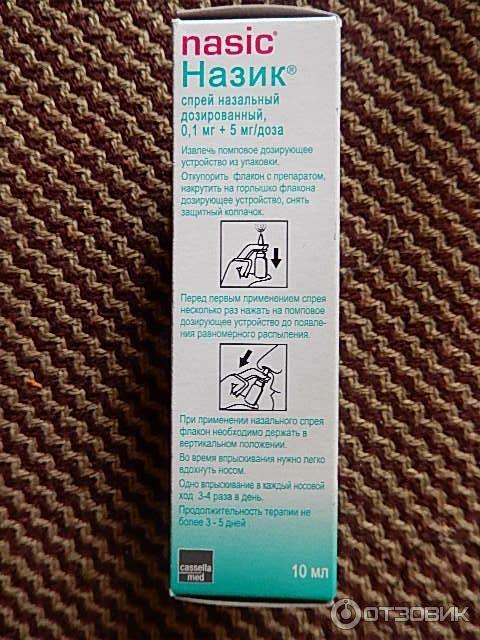 nasic®
Назик®
спрей назальный
дозированный,
0,1 мг + 5 мг/доза
Извлечь помповое дозирующее
устройство из упаковки.
Откупорить флакон с препаратом,
накрутить на горлышко флакона
дозирующее устройство, снять
защитный колпачок.
Перед первым применением спрея
несколько раз нажать на помповое
дозирующее устройство до появле-
ния равномерного распыления.
При применении назального спрея
флакон необходимо держать в
вертикальном положении.
Во время впрыскивания нужно легко
вдохнуть носом.
Одно впрыскивание в каждый носовой
ход 3-4 раза в день.
Продолжительность терапии не
более 3 - 5 дней
cassella
med
10 мл
ОТЗОВИК